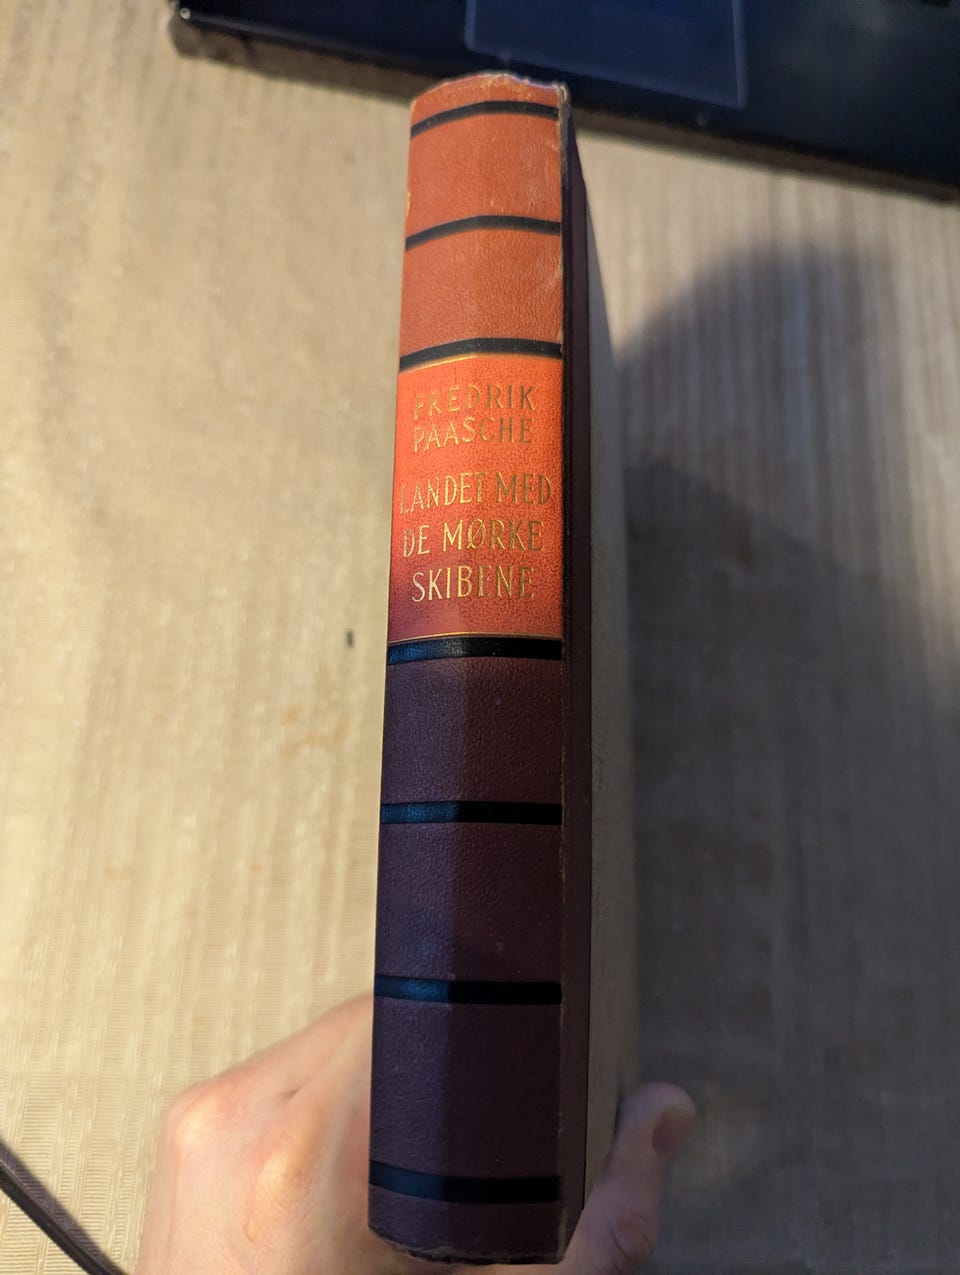 FREDRIK
PAASCHE
LANDET MED
DE MØRKE
SKIBENE